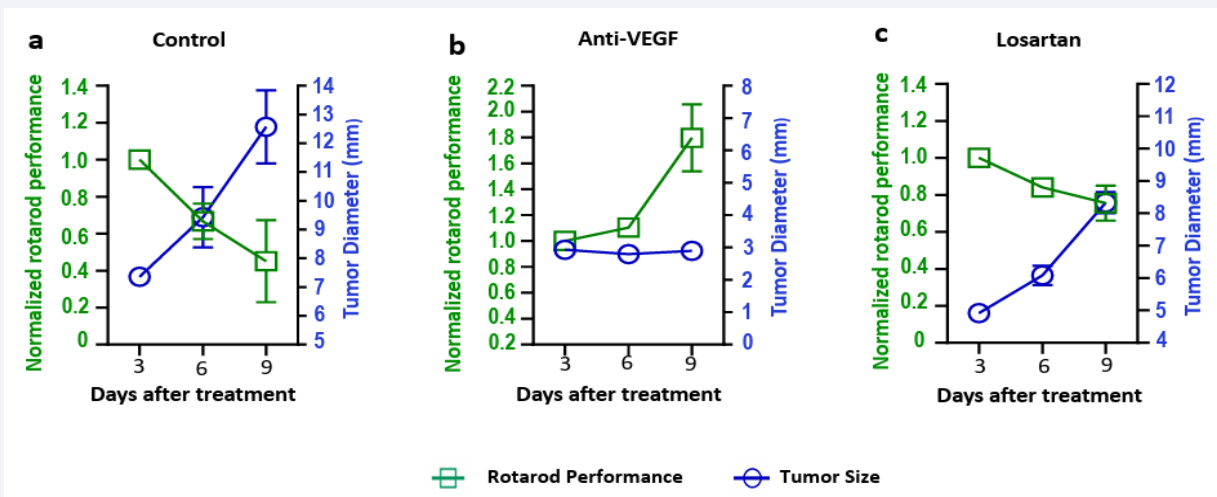 a
Control
Normalized rotarod performance
1.4
1.2
1.0
0.8
0.6
0.4
0.2
0
14
13
12
11
10
9
8
7
6
5
Tumor Diameter (mm)
3 6 9
Days after treatment
b
Anti-VEGF
Normalized rotarod performance
2.2
2.0
1.8
1.6
1.4
1.2
1.0
0.8
0.6
0.4
0.2
8
7
6
5
4
3
2
1
0
Tumor Diameter (mm)
3 6 9
Days after treatment
c
Losartan
Normalized rotarod performance
1.4
1.2
1.0
0.8
0.6
0.4
0.2
0
12
11
10
9
8
7
6
5
4
Tumor Diameter (mm)
3 6 9
Days after treatment
Rotarod Performance
Tumor Size